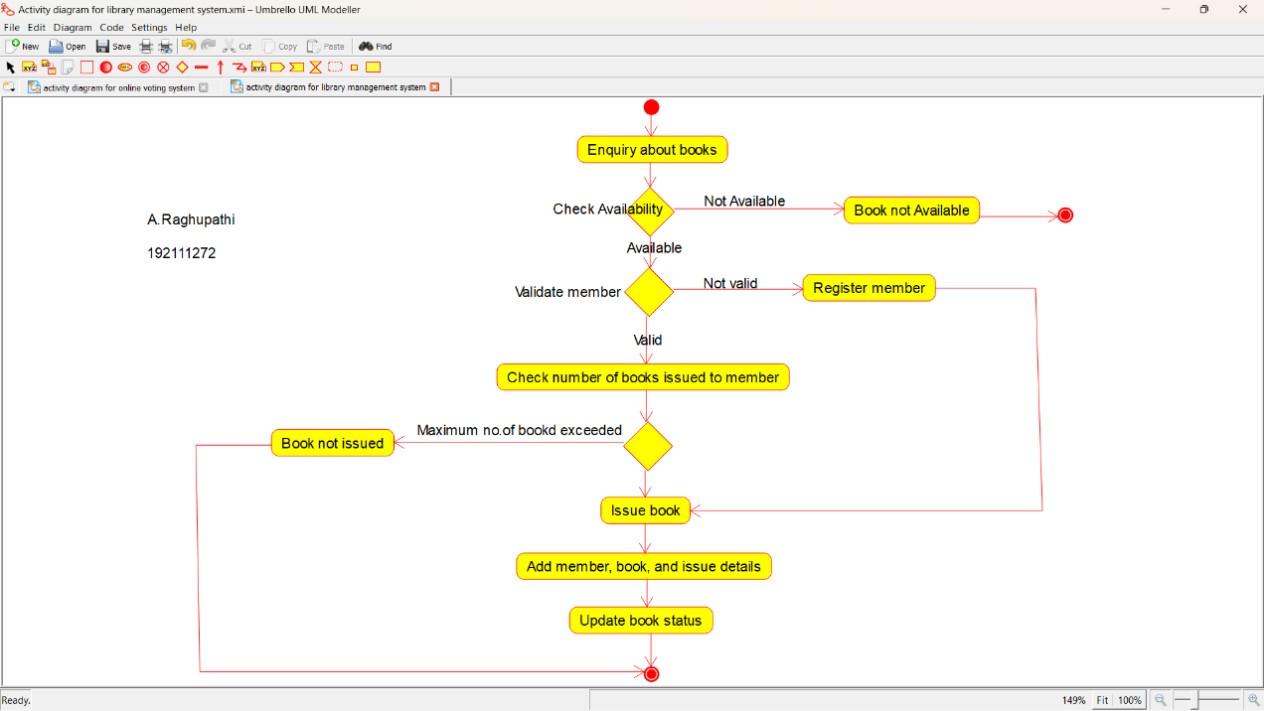 Activity diagram for library management system.xmi – Umbrello UML Modeller
File Edit Diagram Code Settings Help
New Open Save Cut Copy Paste Find
XYZ XYZ
activity diagram for online voting system activity diagram for library management system
Enquiry about books
Check Availability Not Available Book not Available
A.Raghupathi
Available
192111272
Validate member Not valid Register member
Valid
Check number of books issued to member
Maximum no.of bookd exceeded
Book not issued
Issue book
Add member, book, and issue details
Update book status
Ready. 149% Fit 100%